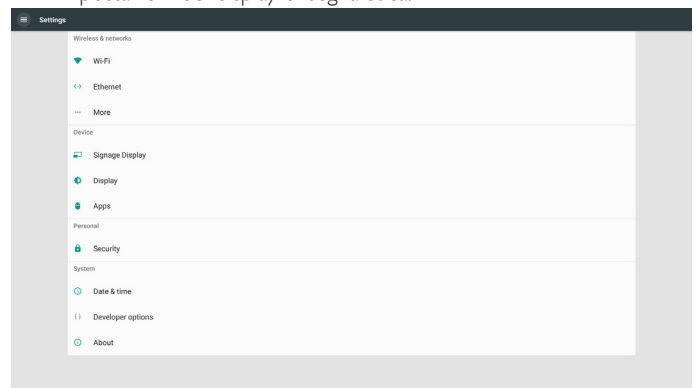 Settings
Wireless & networks
Wi-Fi
Ethernet
More
Device
Signage Display
Display
Apps
Personal
Security
System
Date & time
Developer options
About